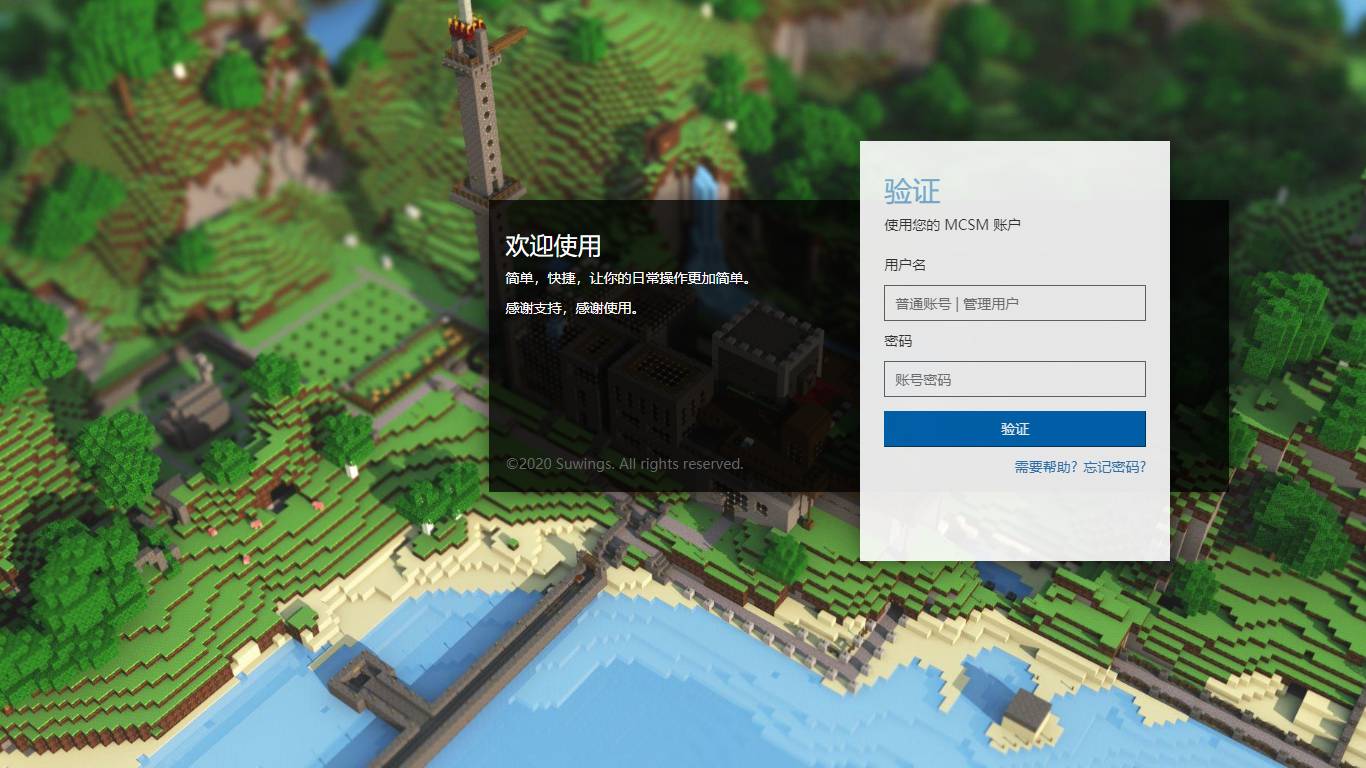 欢迎使用
简单，快捷，让你的日常操作更加简单。
感谢支持，感谢使用。
©2020 Suwings. All rights reserved.
验证
使用您的 MCSM 账户
用户名
普通账号 | 管理用户
密码
账号密码
验证
需要帮助? 忘记密码?